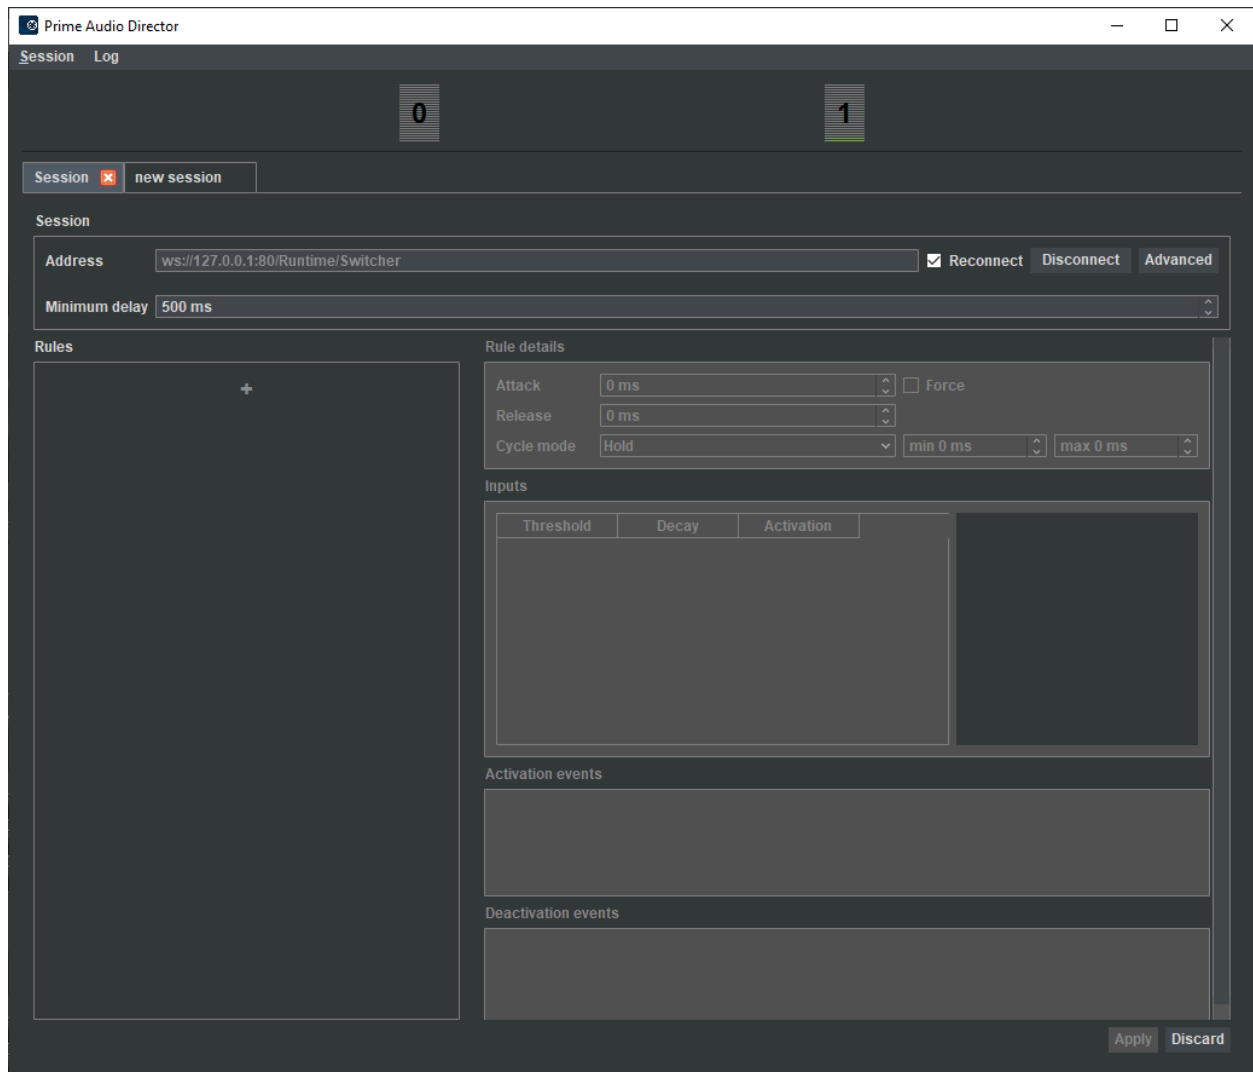 Prime Audio Director
Session Log
0 1
Session new session
Session
Address ws://127.0.0.1:80/Runtime/Switcher Reconnect Disconnect Advanced
Minimum delay 500 ms
Rules Rule details
+
Attack 0 ms Force
Release 0 ms
Cycle mode Hold min 0 ms max 0 ms
Inputs
Threshold Decay Activation
Activation events
Deactivation events
Apply Discard